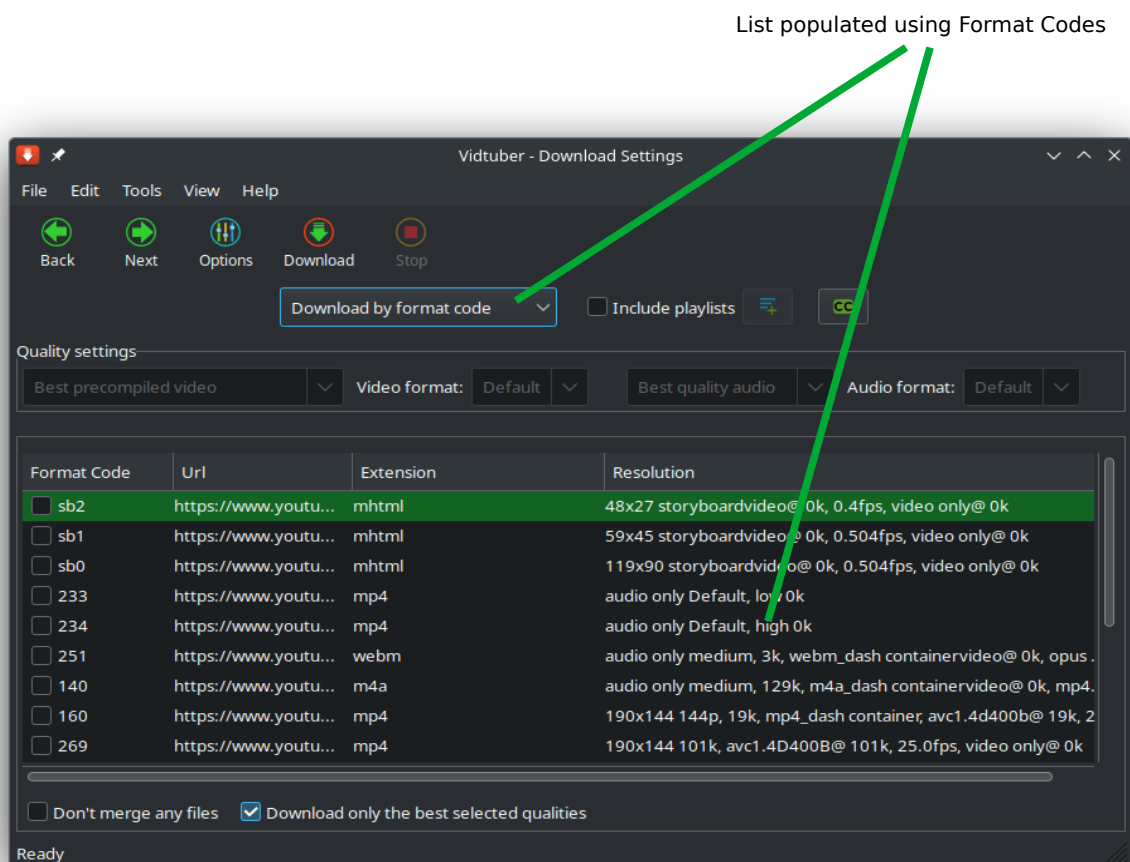 List populated using Format Codes
Vidtuber - Download Settings
File Edit Tools View Help
Back Next Options Download Stop
Download by format code Include playlists CC
Quality settings
Best precompiled video Video format: Default Best quality audio Audio format: Default
Format Code Url Extension Resolution
sb2 https://www.youtu... mhtml 48x27 storyboardvideo@ 0k, 0.4fps, video only@ 0k
sb1 https://www.youtu... mhtml 59x45 storyboardvideo@ 0k, 0.504fps, video only@ 0k
sb0 https://www.youtu... mhtml 119x90 storyboardvideo@ 0k, 0.504fps, video only@ 0k
233 https://www.youtu... mp4 audio only Default, low 0k
234 https://www.youtu... mp4 audio only Default, high 0k
251 https://www.youtu... webm audio only medium, 3k, webm_dash containervideo@ 0k, opus .
140 https://www.youtu... m4a audio only medium, 129k, m4a_dash containervideo@ 0k, mp4.
160 https://www.youtu... mp4 190x144 144p, 19k, mp4_dash container, avc1.4d400b@ 19k, 2
269 https://www.youtu... mp4 190x144 101k, avc1.4D400B@ 101k, 25.0fps, video only@ 0k
Don't merge any files Download only the best selected qualities
Ready